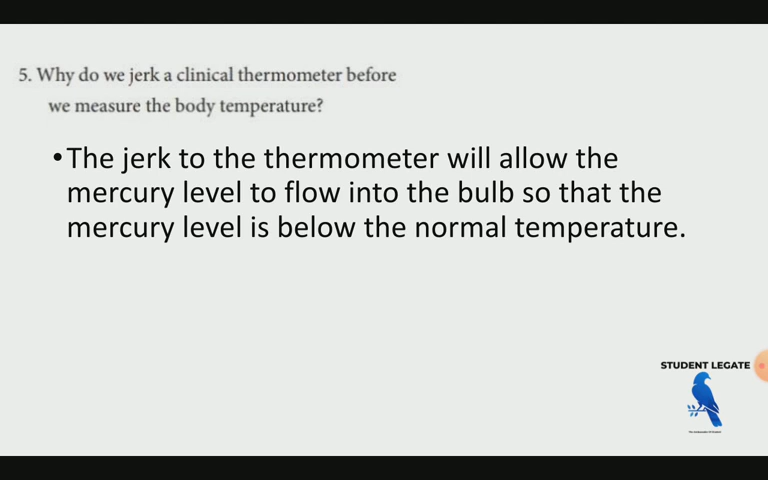 5. Why do we jerk a clinical thermometer before
we measure the body temperature?
•The jerk to the thermometer will allow the
mercury level to flow into the bulb so that the
mercury level is below the normal temperature.
STUDENT LEGATE